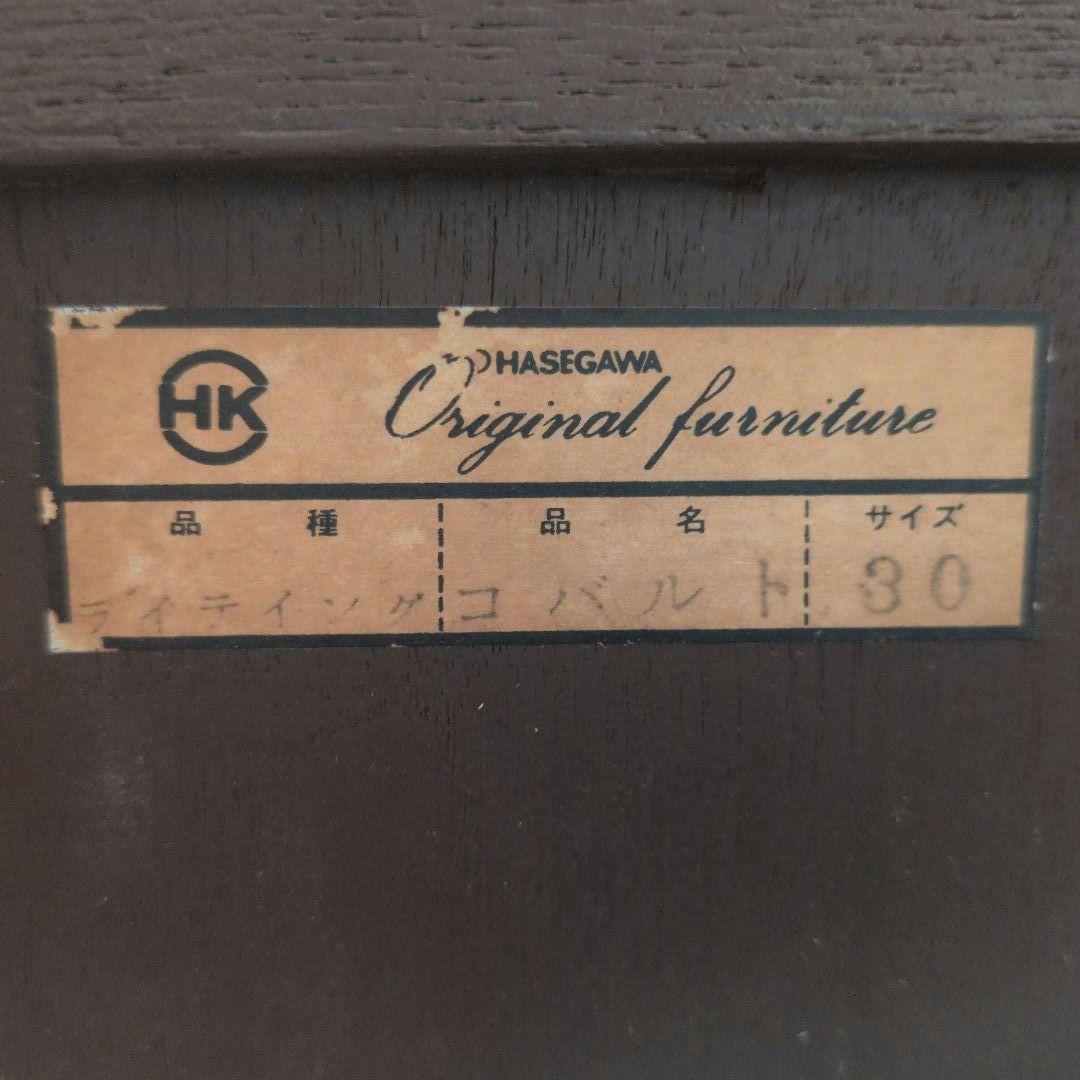 HK
HASEGAWA
Original furniture
品種 品名 サイズ
ライティング コバルト 30